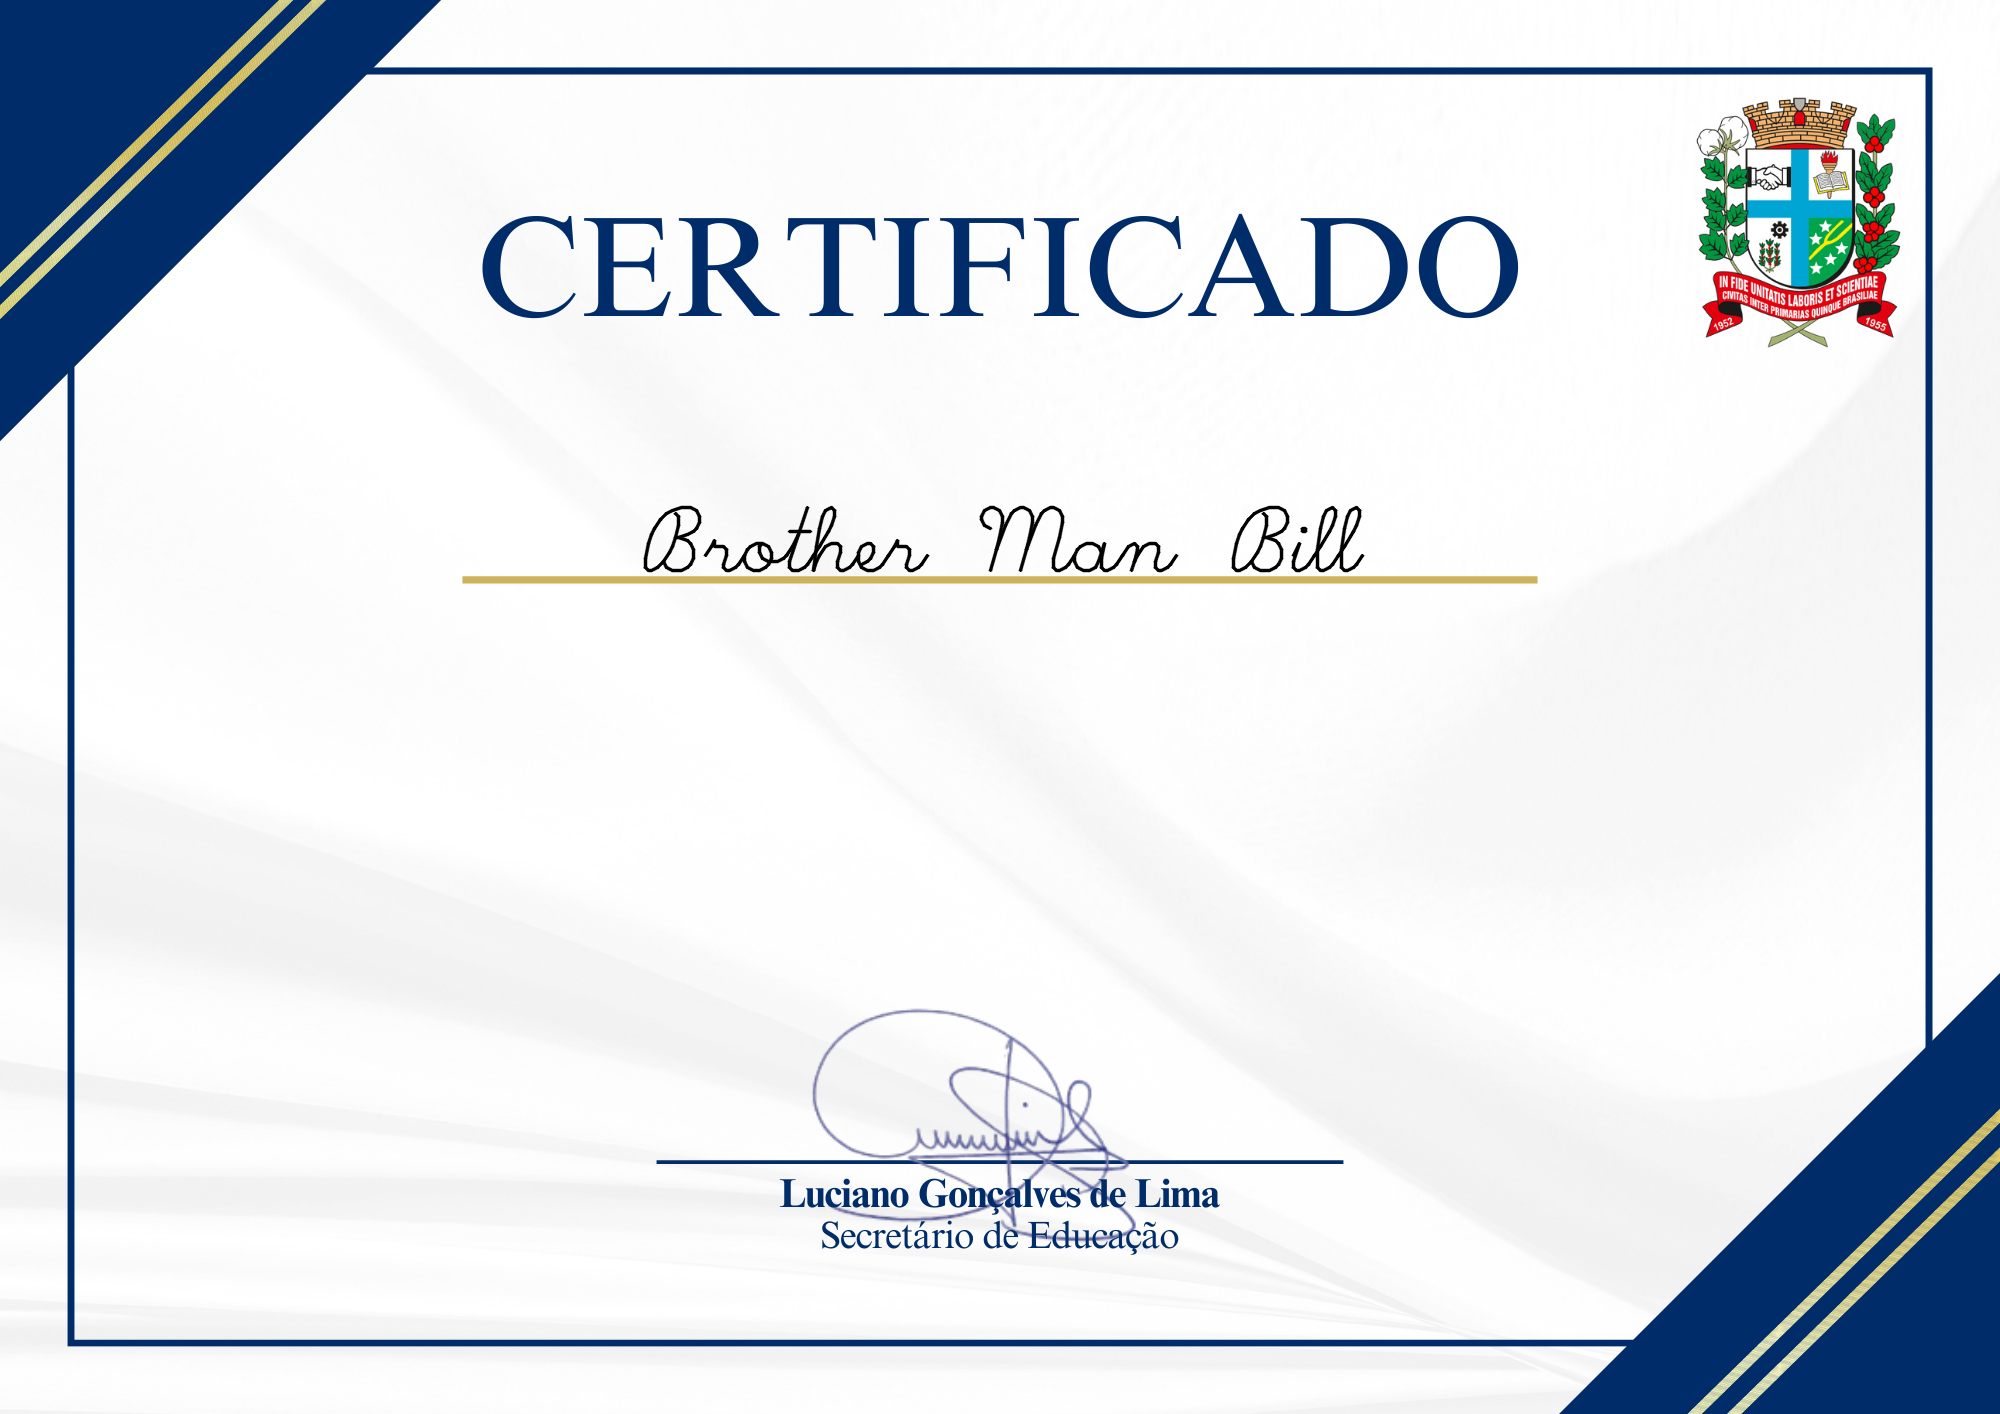 CERTIFICADO
IN FIDE UNITATIS LABORIS ET SCIENTIAE
CIVITAS INTER PRIMARIAS QUINQUE BRASILIAE
1952
1955
Brother Man Bill
Luciano Gonçalves de Lima
Secretário de Educação